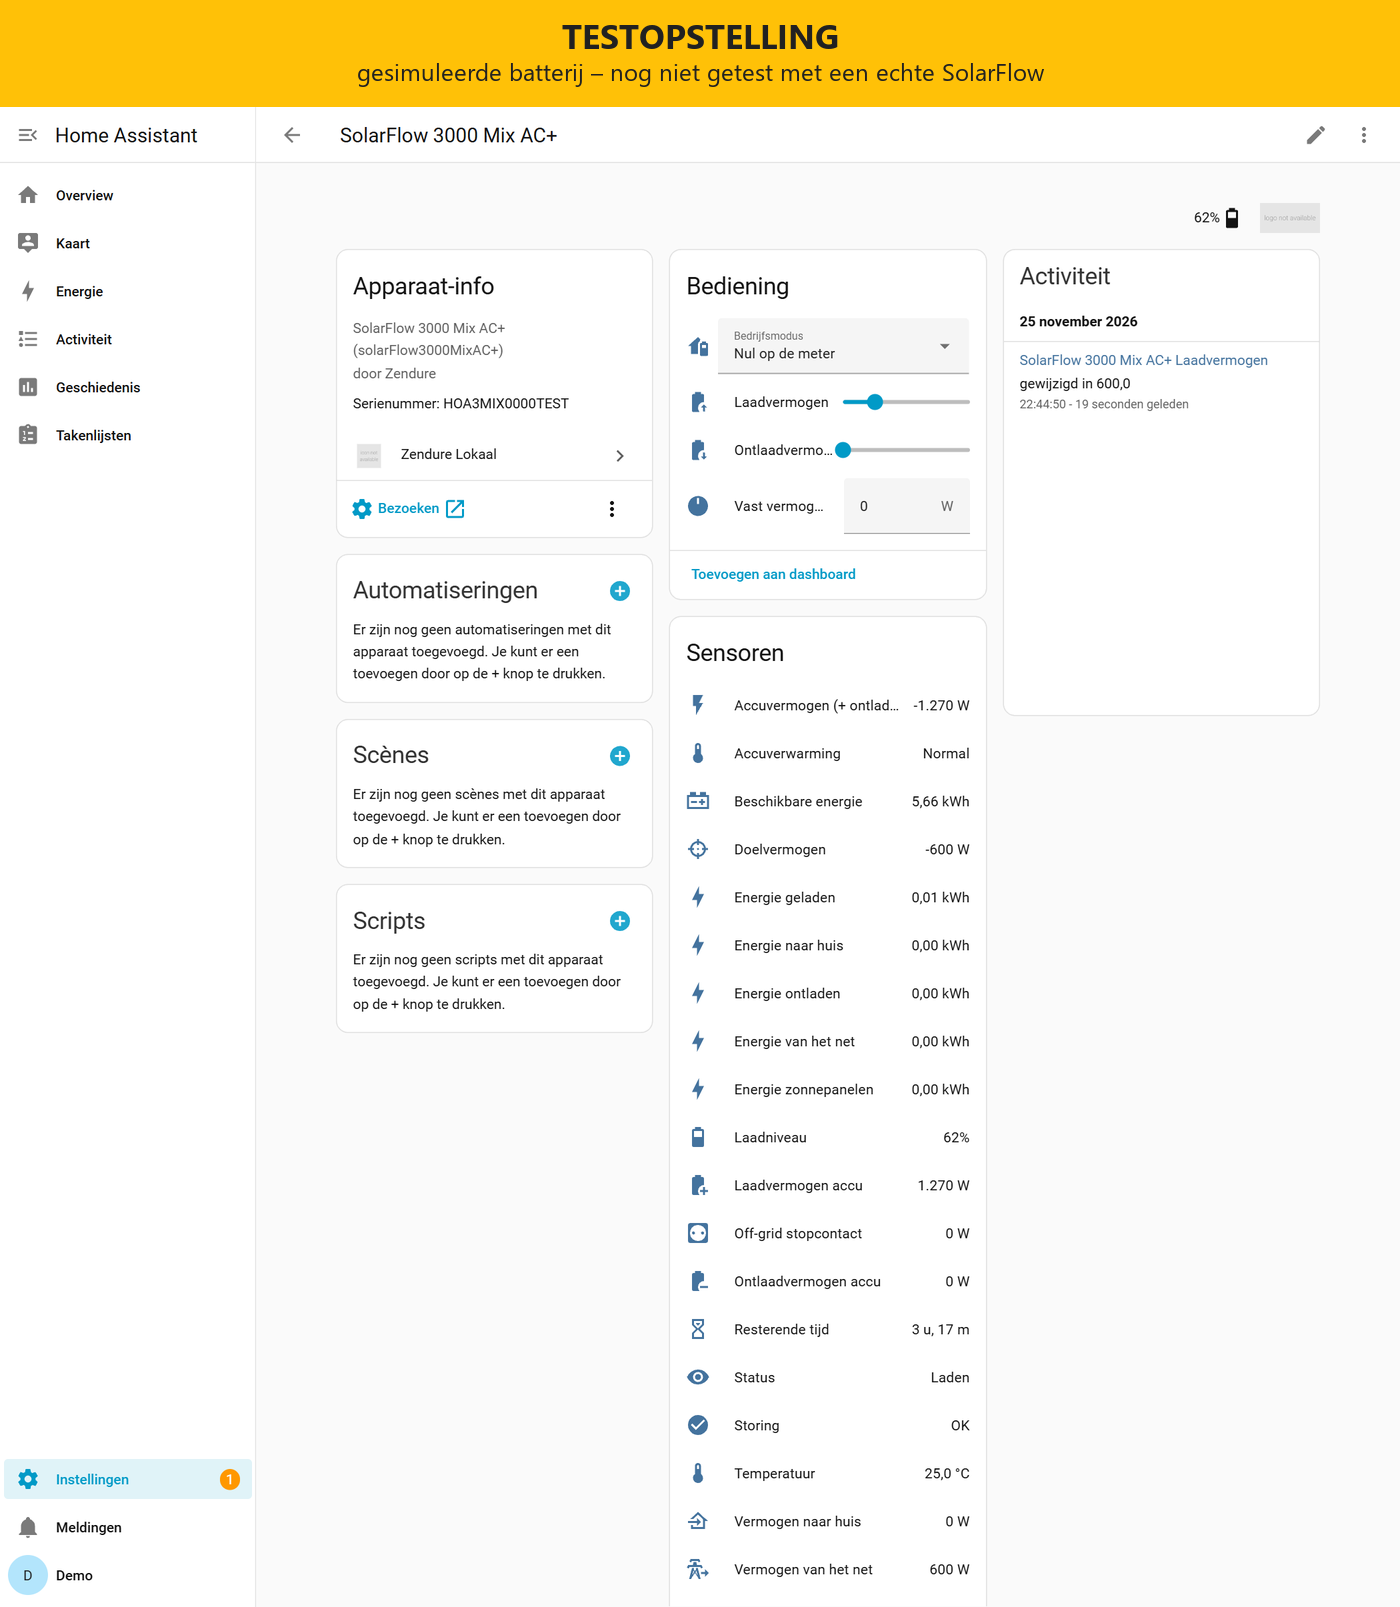 TESTOPSTELLING
gesimuleerde batterij – nog niet getest met een echte SolarFlow
Home Assistant
SolarFlow 3000 Mix AC+
Overview
Kaart
Energie
Activiteit
Geschiedenis
Takenlijsten
Instellingen
1
Meldingen
D
Demo
62%
logo not available
Apparaat-info
SolarFlow 3000 Mix AC+
(solarFlow3000MixAC+)
door Zendure
Serienummer: HOA3MIX0000TEST
Zendure Lokaal
Bezoeken
Automatiseringen
Er zijn nog geen automatiseringen met dit
apparaat toegevoegd. Je kunt er een
toevoegen door op de + knop te drukken.
Scènes
Er zijn nog geen scènes met dit apparaat
toegevoegd. Je kunt er een toevoegen door
op de + knop te drukken.
Scripts
Er zijn nog geen scripts met dit apparaat
toegevoegd. Je kunt er een toevoegen door
op de + knop te drukken.
Bediening
Bedrijfsmodus
Nul op de meter
Laadvermogen
Ontlaadvermo...
Vast vermog... 0 W
Toevoegen aan dashboard
Sensoren
Accuvermogen (+ ontlad... -1.270 W
Accuverwarming Normal
Beschikbare energie 5,66 kWh
Doelvermogen -600 W
Energie geladen 0,01 kWh
Energie naar huis 0,00 kWh
Energie ontladen 0,00 kWh
Energie van het net 0,00 kWh
Energie zonnepanelen 0,00 kWh
Laadniveau 62%
Laadvermogen accu 1.270 W
Off-grid stopcontact 0 W
Ontlaadvermogen accu 0 W
Resterende tijd 3 u, 17 m
Status Laden
Storing OK
Temperatuur 25,0 °C
Vermogen naar huis 0 W
Vermogen van het net 600 W
Activiteit
25 november 2026
SolarFlow 3000 Mix AC+ Laadvermogen
gewijzigd in 600,0
22:44:50 - 19 seconden geleden